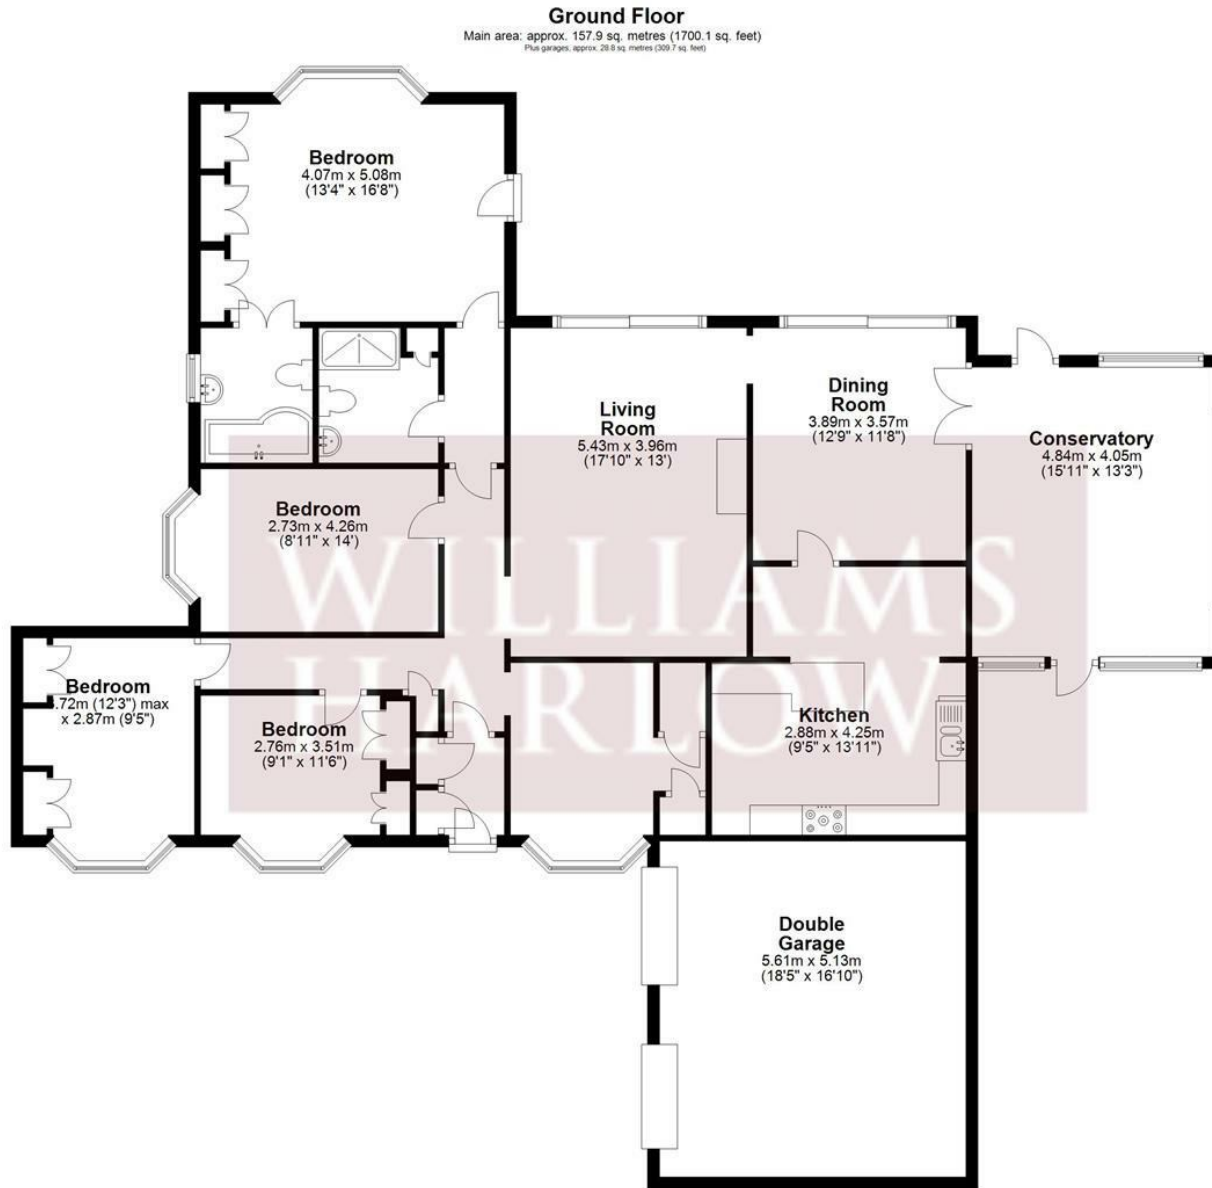 Ground Floor
Main area: approx. 157.9 sq. metres (1700.1 sq. feet)
Plus garages, approx. 28.8 sq. metres (309.7 sq. feet)
Bedroom
4.07m x 5.08m
(13'4" x 16'8")
Living
Room
5.43m x 3.96m
(17'10" x 13')
Dining
Room
3.89m x 3.57m
(12'9" x 11'8")
Conservatory
4.84m x 4.05m
(15'11" x 13'3")
Bedroom
2.73m x 4.26m
(8'11" x 14')
WILLIAMS
HARLOW
Bedroom
.72m (12'3") max
x 2.87m (9'5")
Bedroom
2.76m x 3.51m
(9'1" x 11'6")
Kitchen
2.88m x 4.25m
(9'5" x 13'11")
Double
Garage
5.61m x 5.13m
(18'5" x 16'10")